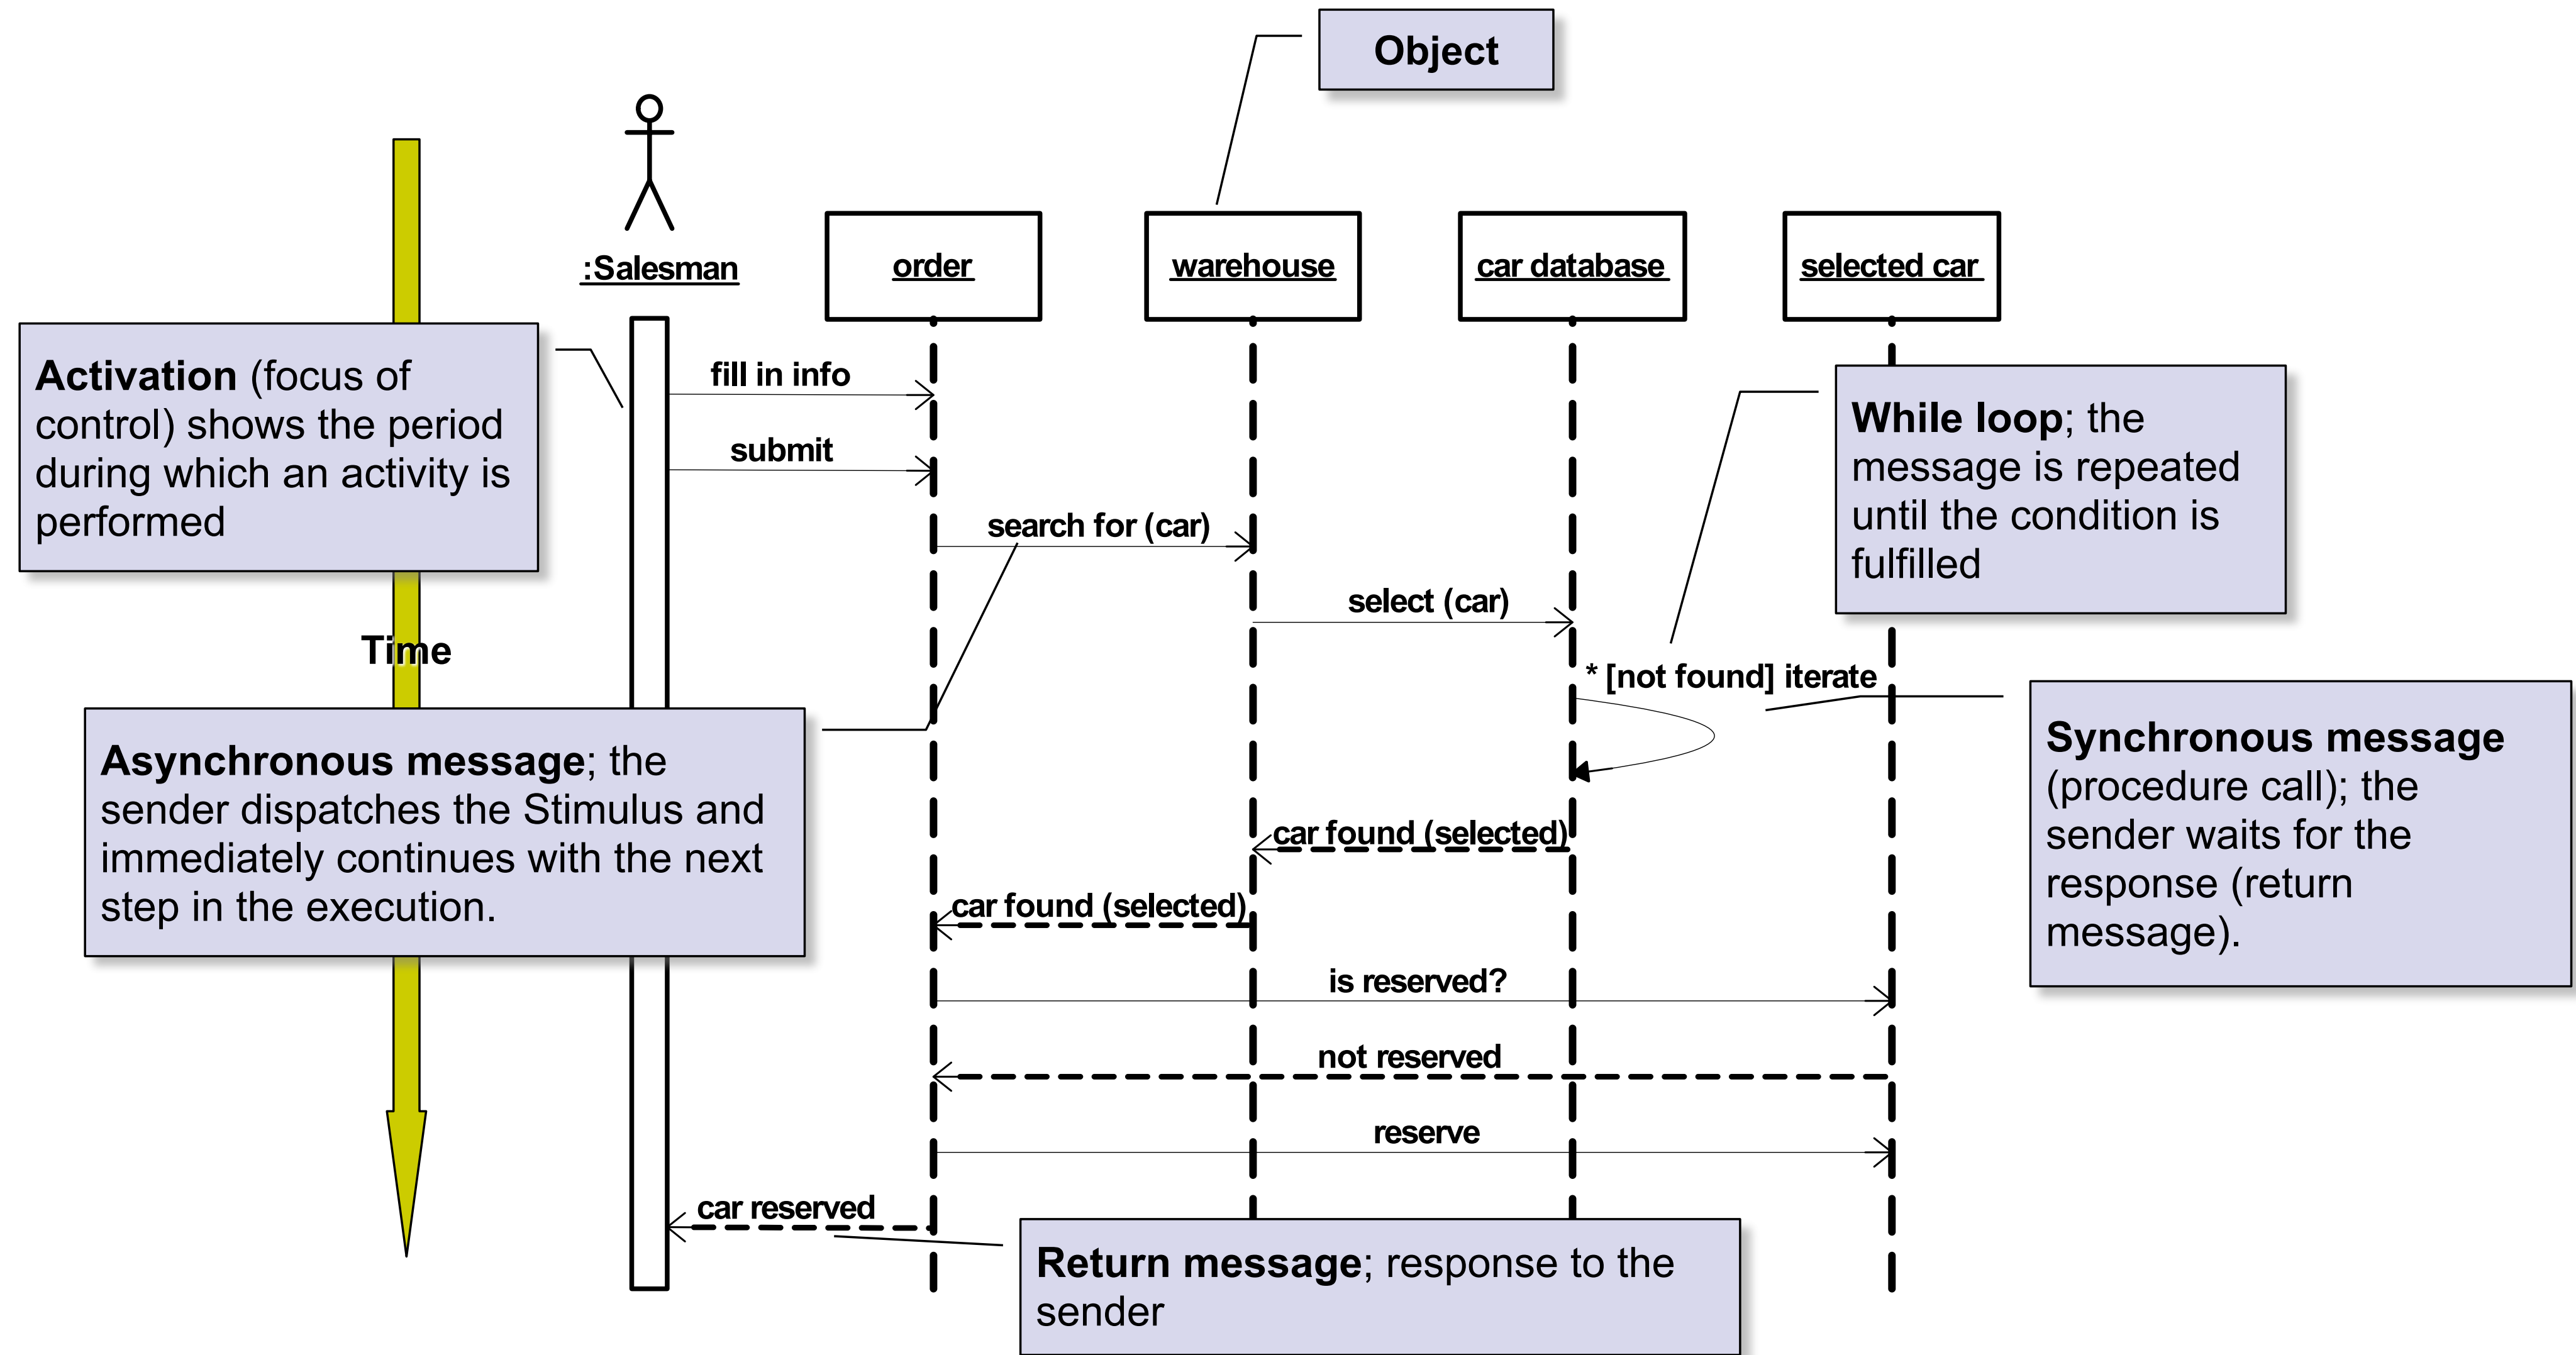 Object
:Salesman
order
warehouse
car database
selected car
Activation (focus of
control) shows the period
during which an activity is
performed
fill in info
submit
While loop; the
message is repeated
until the condition is
fulfilled
search for (car)
select (car)
Time
* [not found] iterate
Asynchronous message; the
sender dispatches the Stimulus and
immediately continues with the next
step in the execution.
Synchronous message
(procedure call); the
sender waits for the
response (return
message).
car found (selected)
car found (selected)
is reserved?
not reserved
reserve
car reserved
Return message; response to the
sender